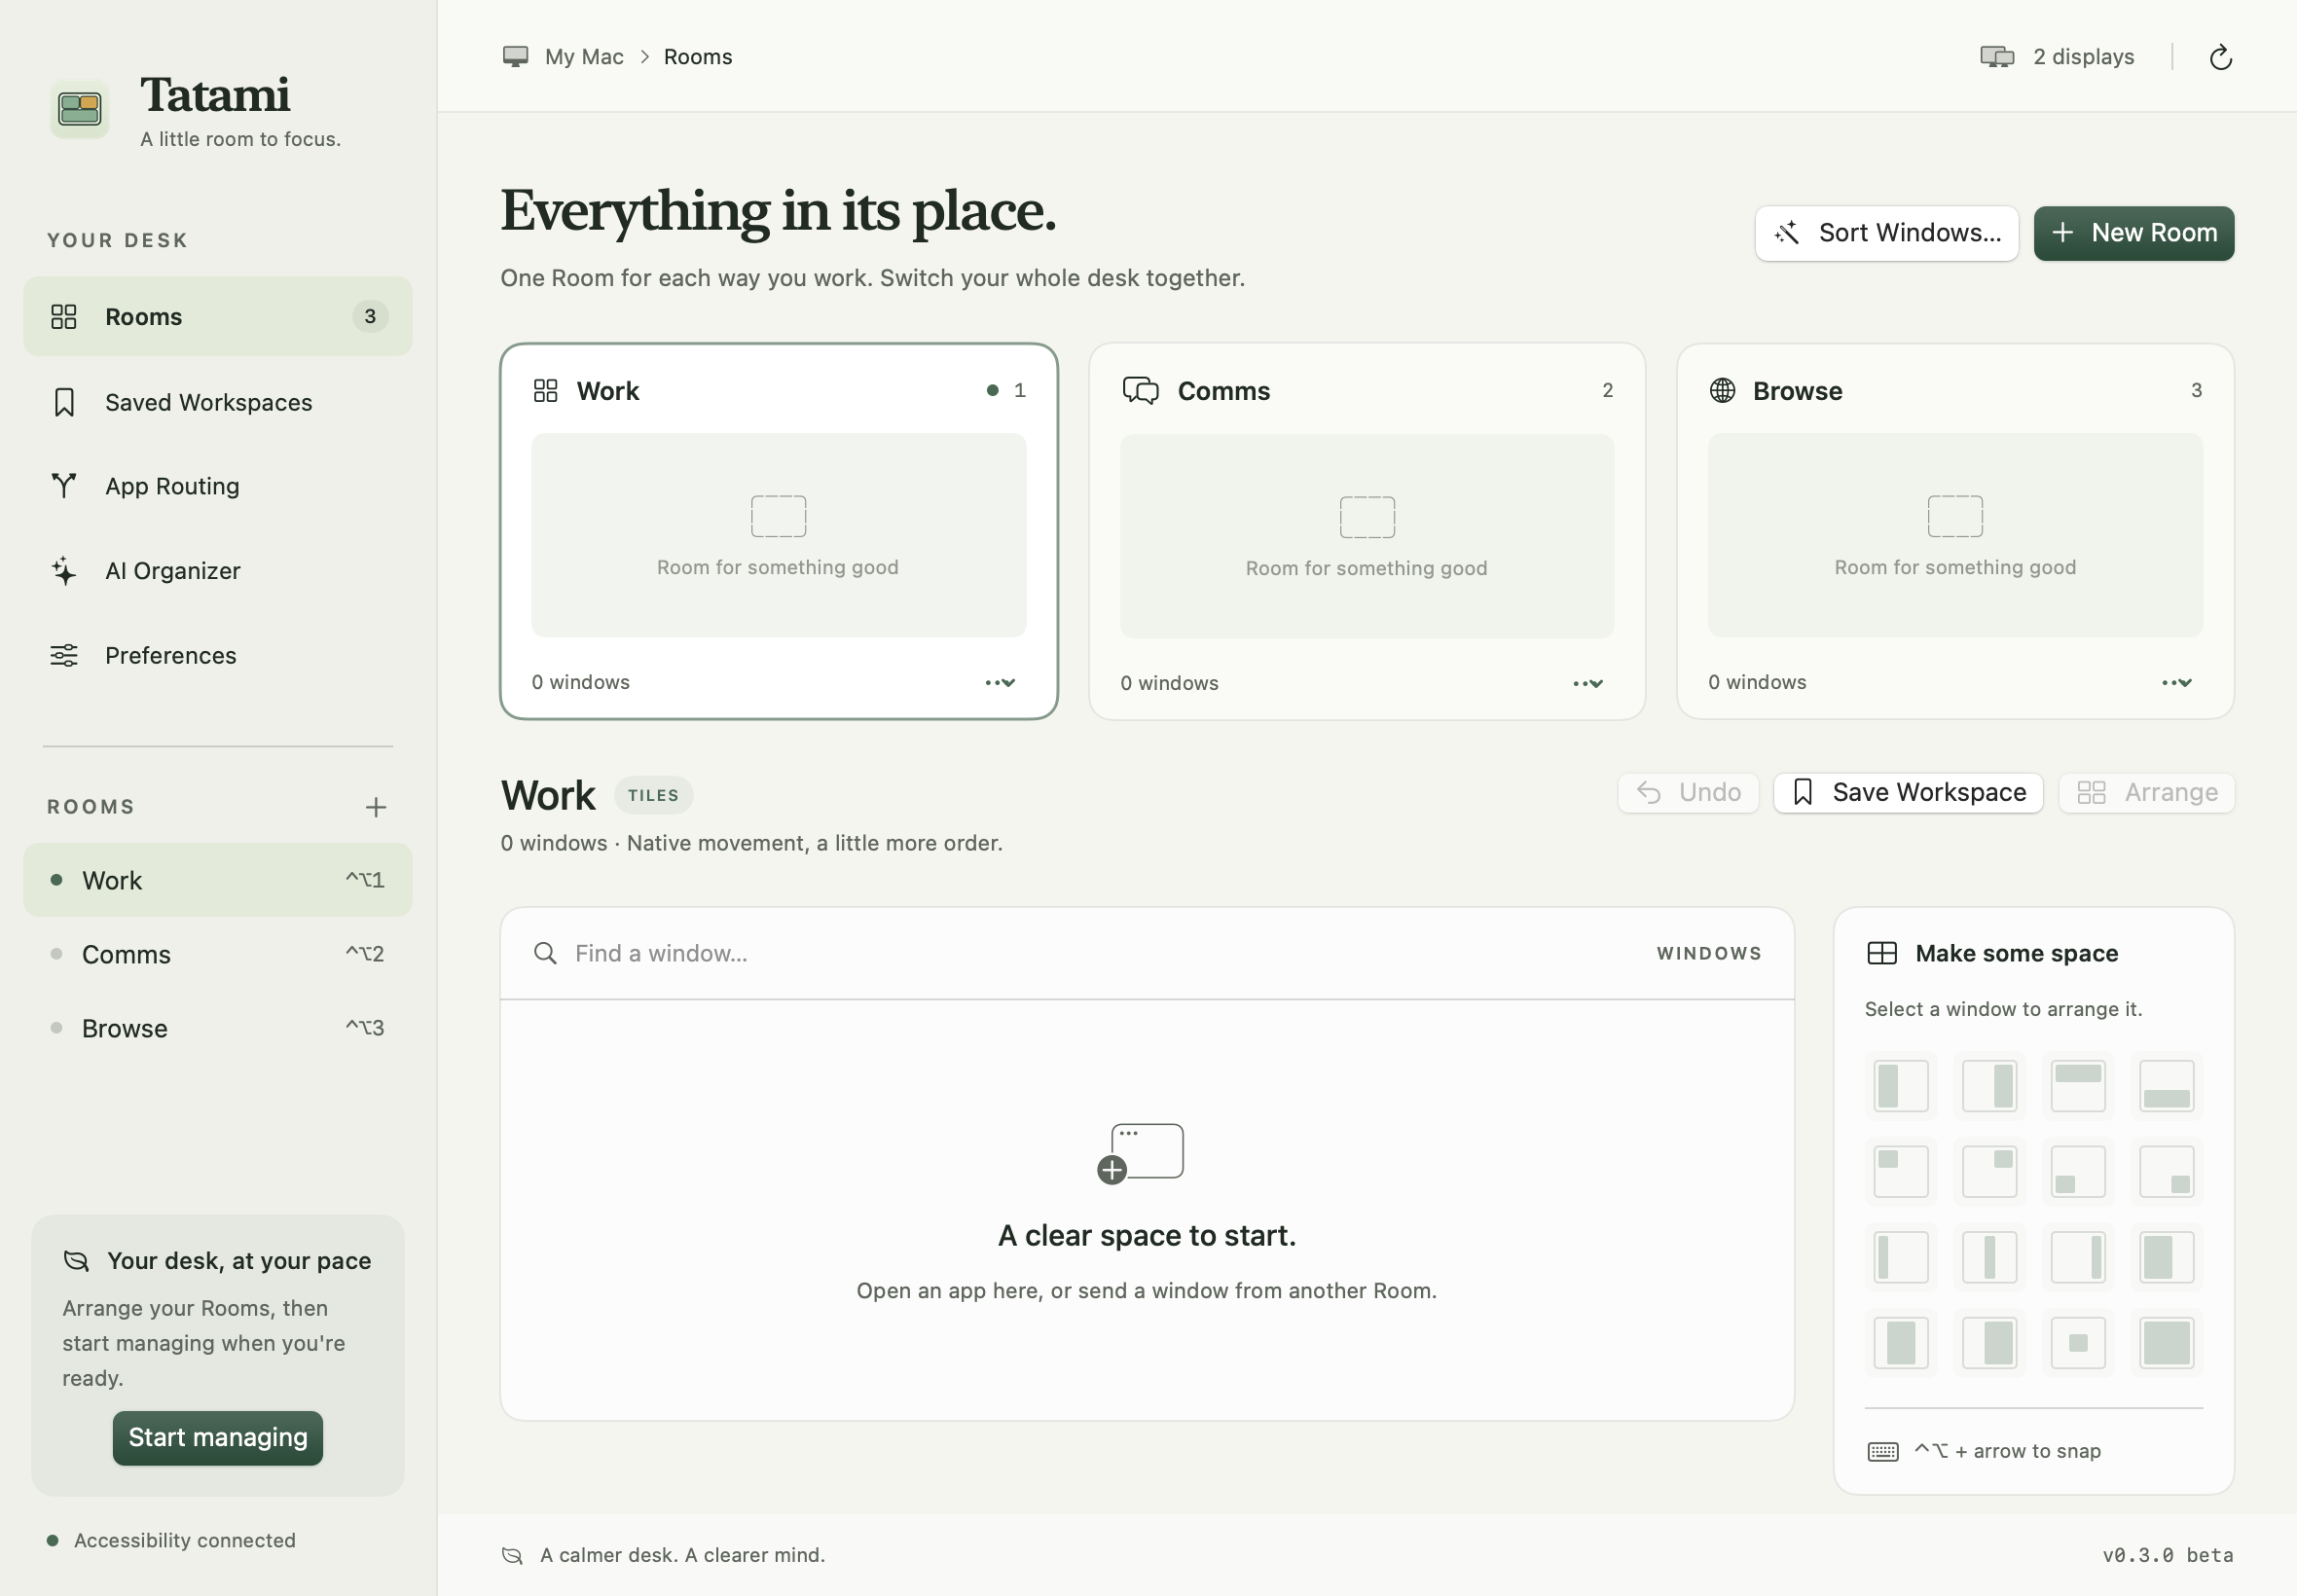 Tatami
A little room to focus.
YOUR DESK
Rooms 3
Saved Workspaces
App Routing
AI Organizer
Preferences
ROOMS
Work ^⌥1
Comms ^⌥2
Browse ^⌥3
Your desk, at your pace
Arrange your Rooms, then
start managing when you're
ready.
Start managing
Accessibility connected
My Mac > Rooms
2 displays
Everything in its place.
One Room for each way you work. Switch your whole desk together.
Sort Windows...
New Room
Work 1
Room for something good
0 windows
Comms 2
Room for something good
0 windows
Browse 3
Room for something good
0 windows
Work TILES
0 windows · Native movement, a little more order.
Undo
Save Workspace
Arrange
Find a window...
WINDOWS
A clear space to start.
Open an app here, or send a window from another Room.
Make some space
Select a window to arrange it.
^⌥ + arrow to snap
A calmer desk. A clearer mind.
v0.3.0 beta